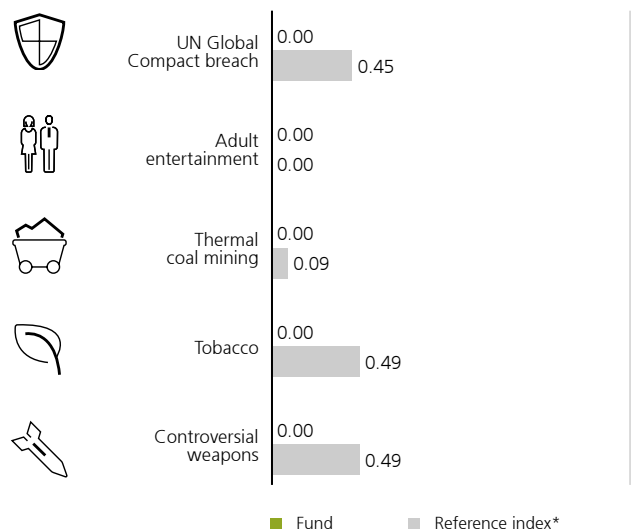 0.00
UN Global
Compact breach
0.45
0.00
Adult
entertainment
0.00
0.00
Thermal
coal mining
0.09
0.00
Tobacco
0.49
0.00
Controversial
weapons
0.49
Fund
Reference index*